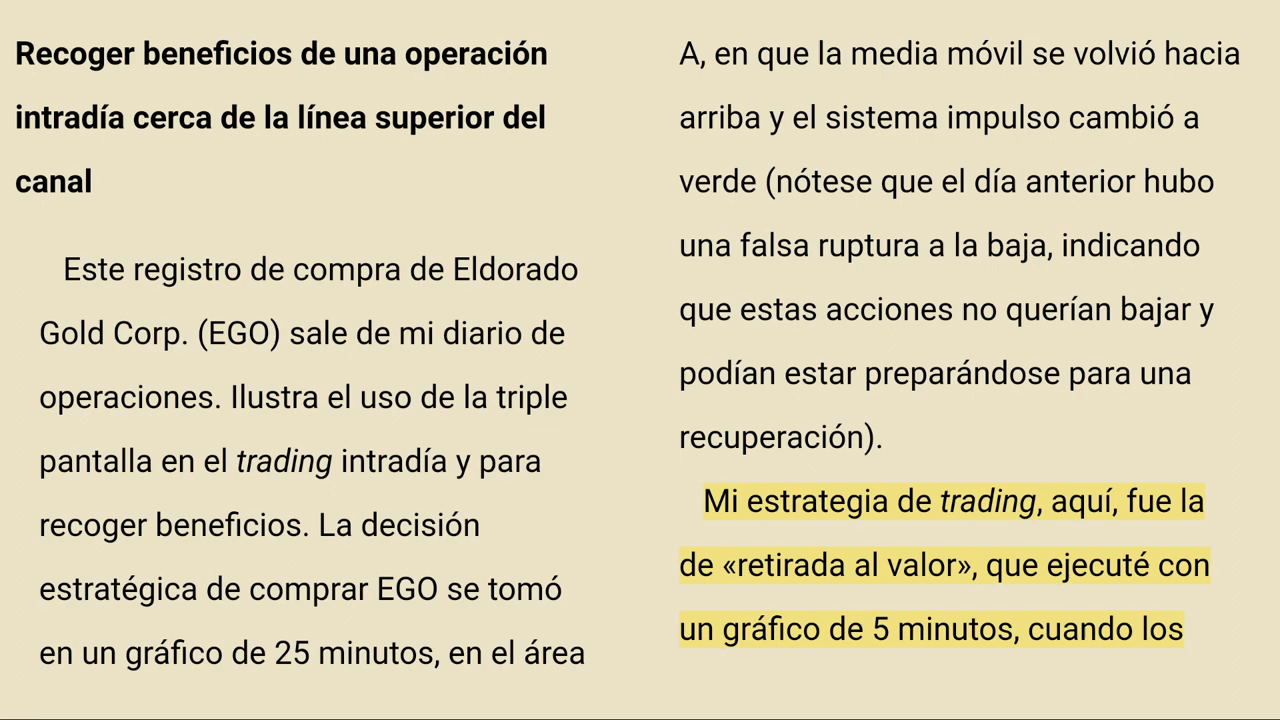 Recoger beneficios de una operación
intradía cerca de la línea superior del
canal
Este registro de compra de Eldorado
Gold Corp. (EGO) sale de mi diario de
operaciones. Ilustra el uso de la triple
pantalla en el trading intradía y para
recoger beneficios. La decisión
estratégica de comprar EGO se tomó
en un gráfico de 25 minutos, en el área
A, en que la media móvil se volvió hacia
arriba y el sistema impulso cambió a
verde (nótese que el día anterior hubo
una falsa ruptura a la baja, indicando
que estas acciones no querían bajar y
podían estar preparándose para una
recuperación).
Mi estrategia de trading, aquí, fue la
de «retirada al valor», que ejecuté con
un gráfico de 5 minutos, cuando los